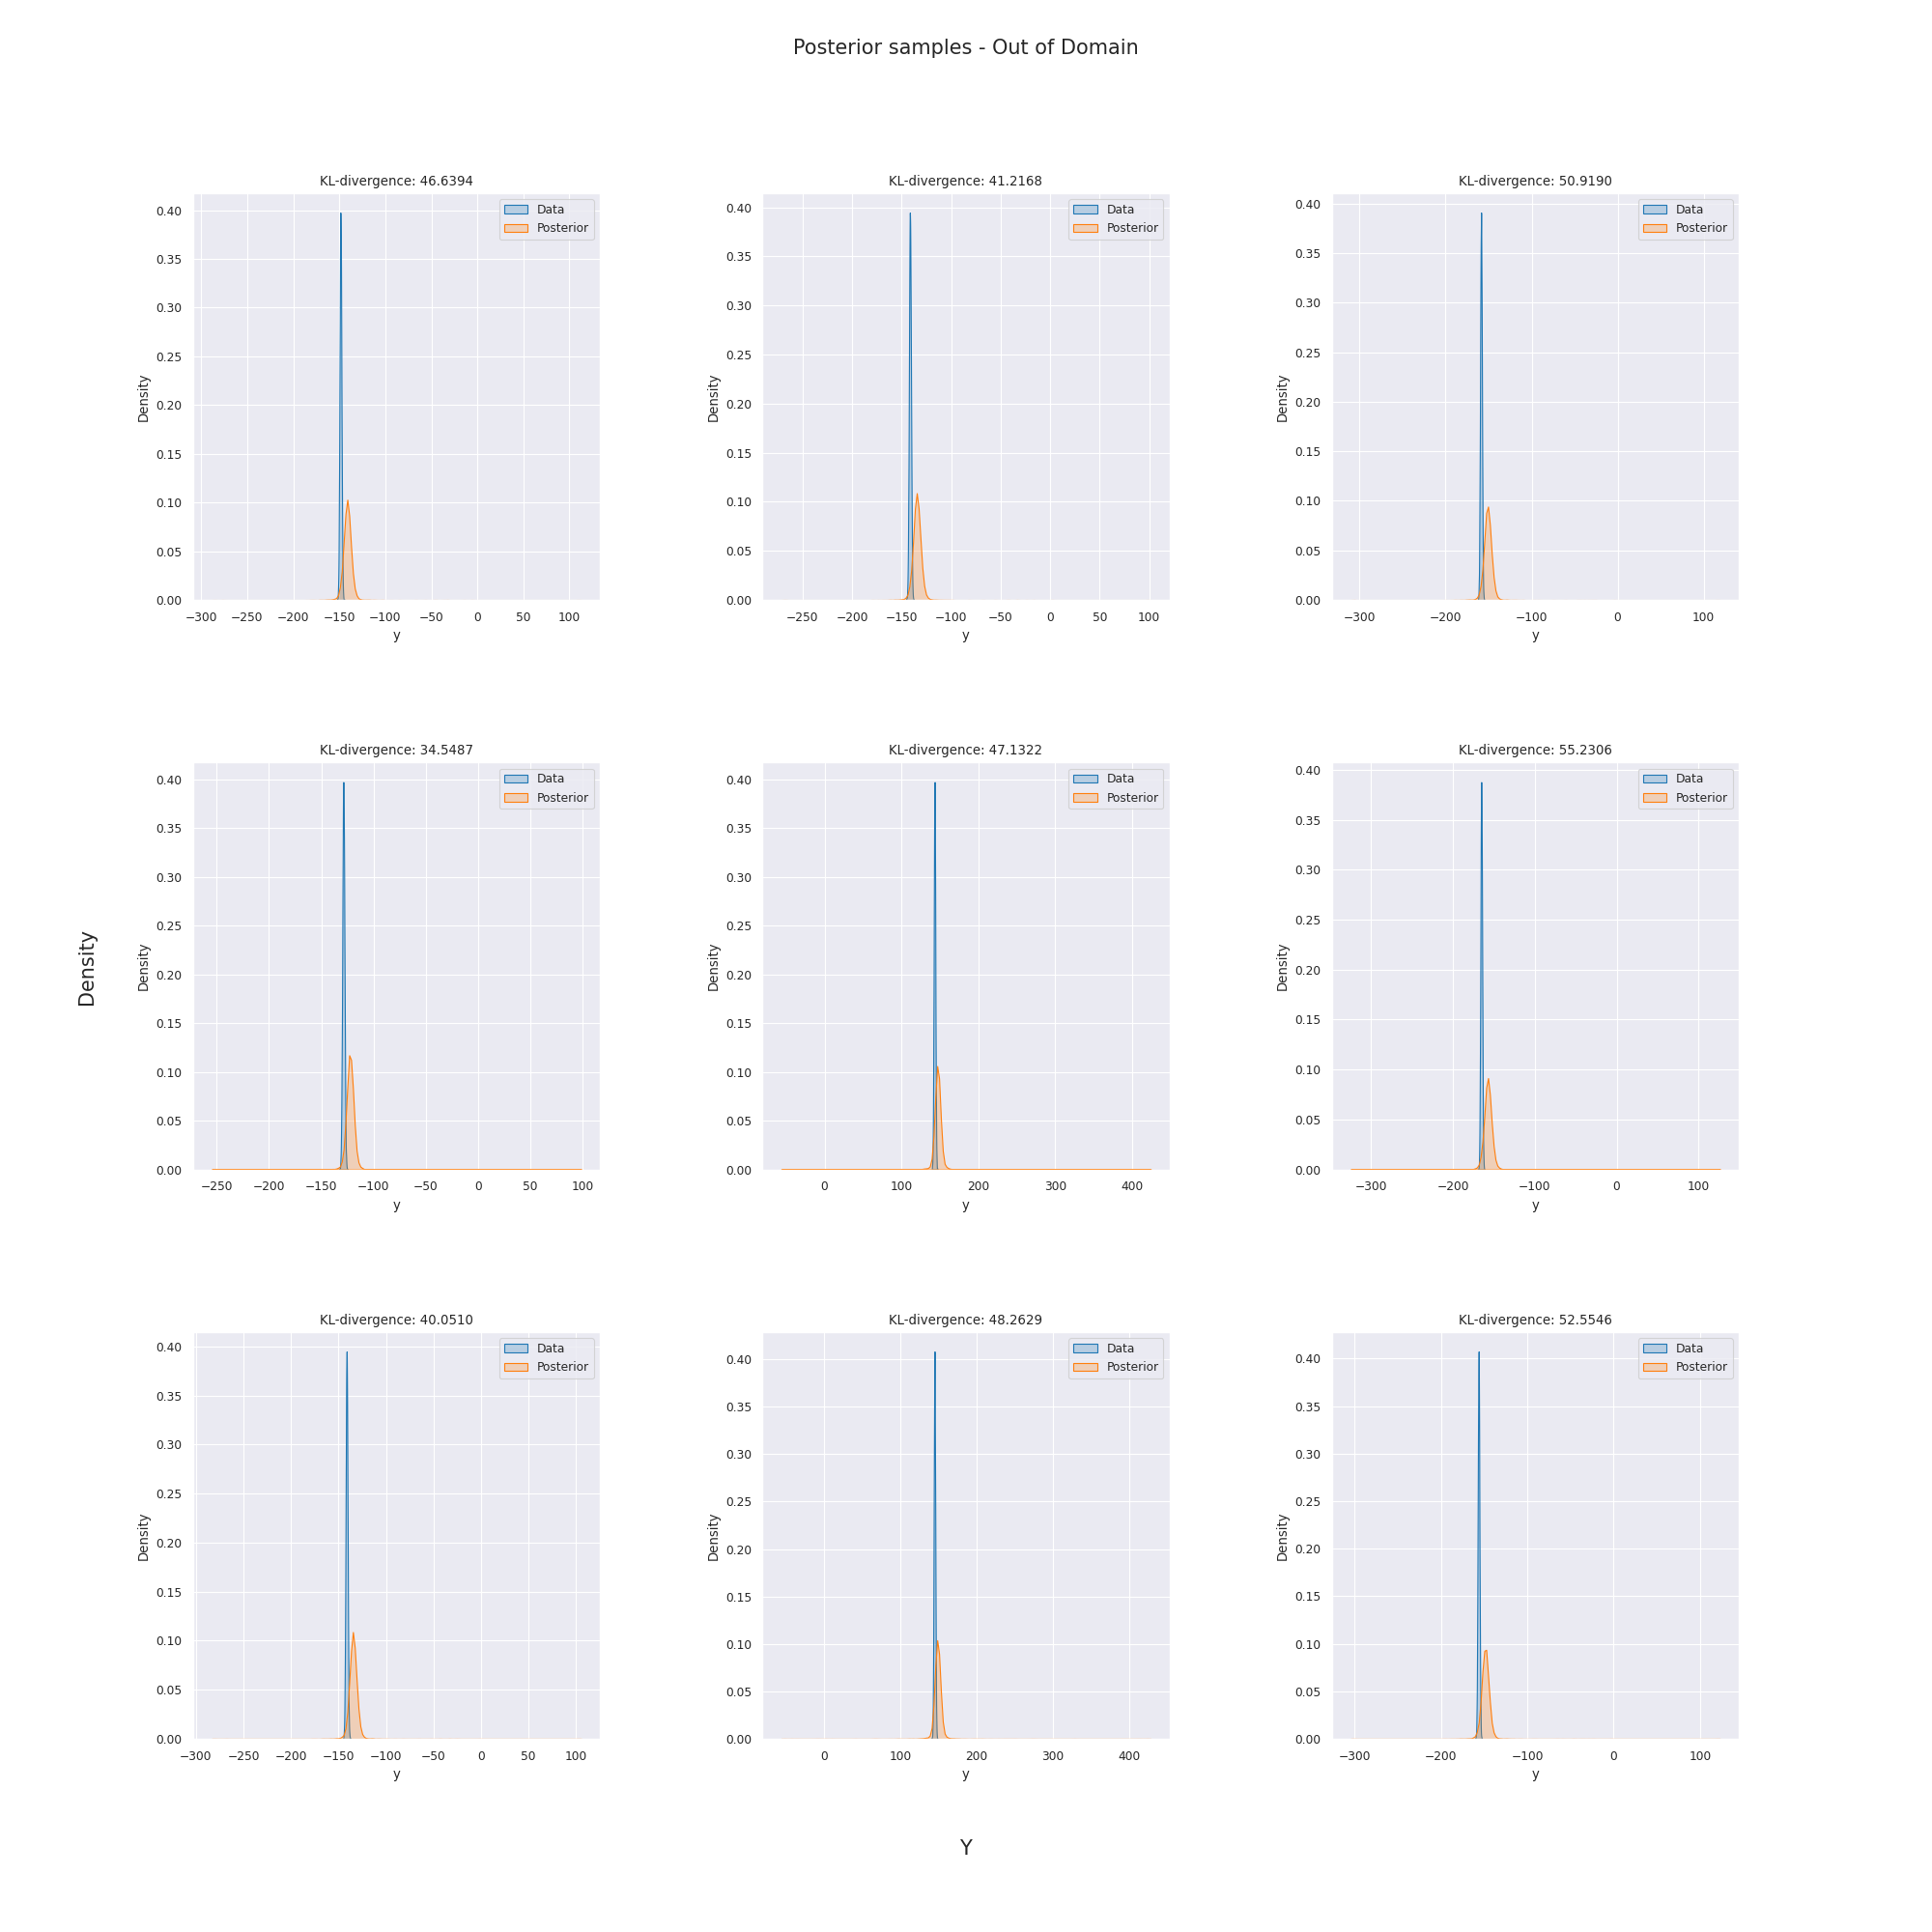 Posterior samples - Out of Domain
KL-divergence: 46.6394
0.40
0.35
0.30
0.25
0.20
0.15
0.10
0.05
0.00
Density
Data
Posterior
−300 −250 −200 −150 −100 −50 0 50 100
y
KL-divergence: 41.2168
0.40
0.35
0.30
0.25
0.20
0.15
0.10
0.05
0.00
Density
Data
Posterior
−250 −200 −150 −100 −50 0 50 100
y
KL-divergence: 50.9190
0.40
0.35
0.30
0.25
0.20
0.15
0.10
0.05
0.00
Density
Data
Posterior
−300 −200 −100 0 100
y
Density
KL-divergence: 34.5487
0.40
0.35
0.30
0.25
0.20
0.15
0.10
0.05
0.00
Density
Data
Posterior
−250 −200 −150 −100 −50 0 50 100
y
KL-divergence: 47.1322
0.40
0.35
0.30
0.25
0.20
0.15
0.10
0.05
0.00
Density
Data
Posterior
0 100 200 300 400
y
KL-divergence: 55.2306
0.40
0.35
0.30
0.25
0.20
0.15
0.10
0.05
0.00
Density
Data
Posterior
−300 −200 −100 0 100
y
KL-divergence: 40.0510
0.40
0.35
0.30
0.25
0.20
0.15
0.10
0.05
0.00
Density
Data
Posterior
−300 −250 −200 −150 −100 −50 0 50 100
y
KL-divergence: 48.2629
0.40
0.35
0.30
0.25
0.20
0.15
0.10
0.05
0.00
Density
Data
Posterior
0 100 200 300 400
y
KL-divergence: 52.5546
0.40
0.35
0.30
0.25
0.20
0.15
0.10
0.05
0.00
Density
Data
Posterior
−300 −200 −100 0 100
y
Y